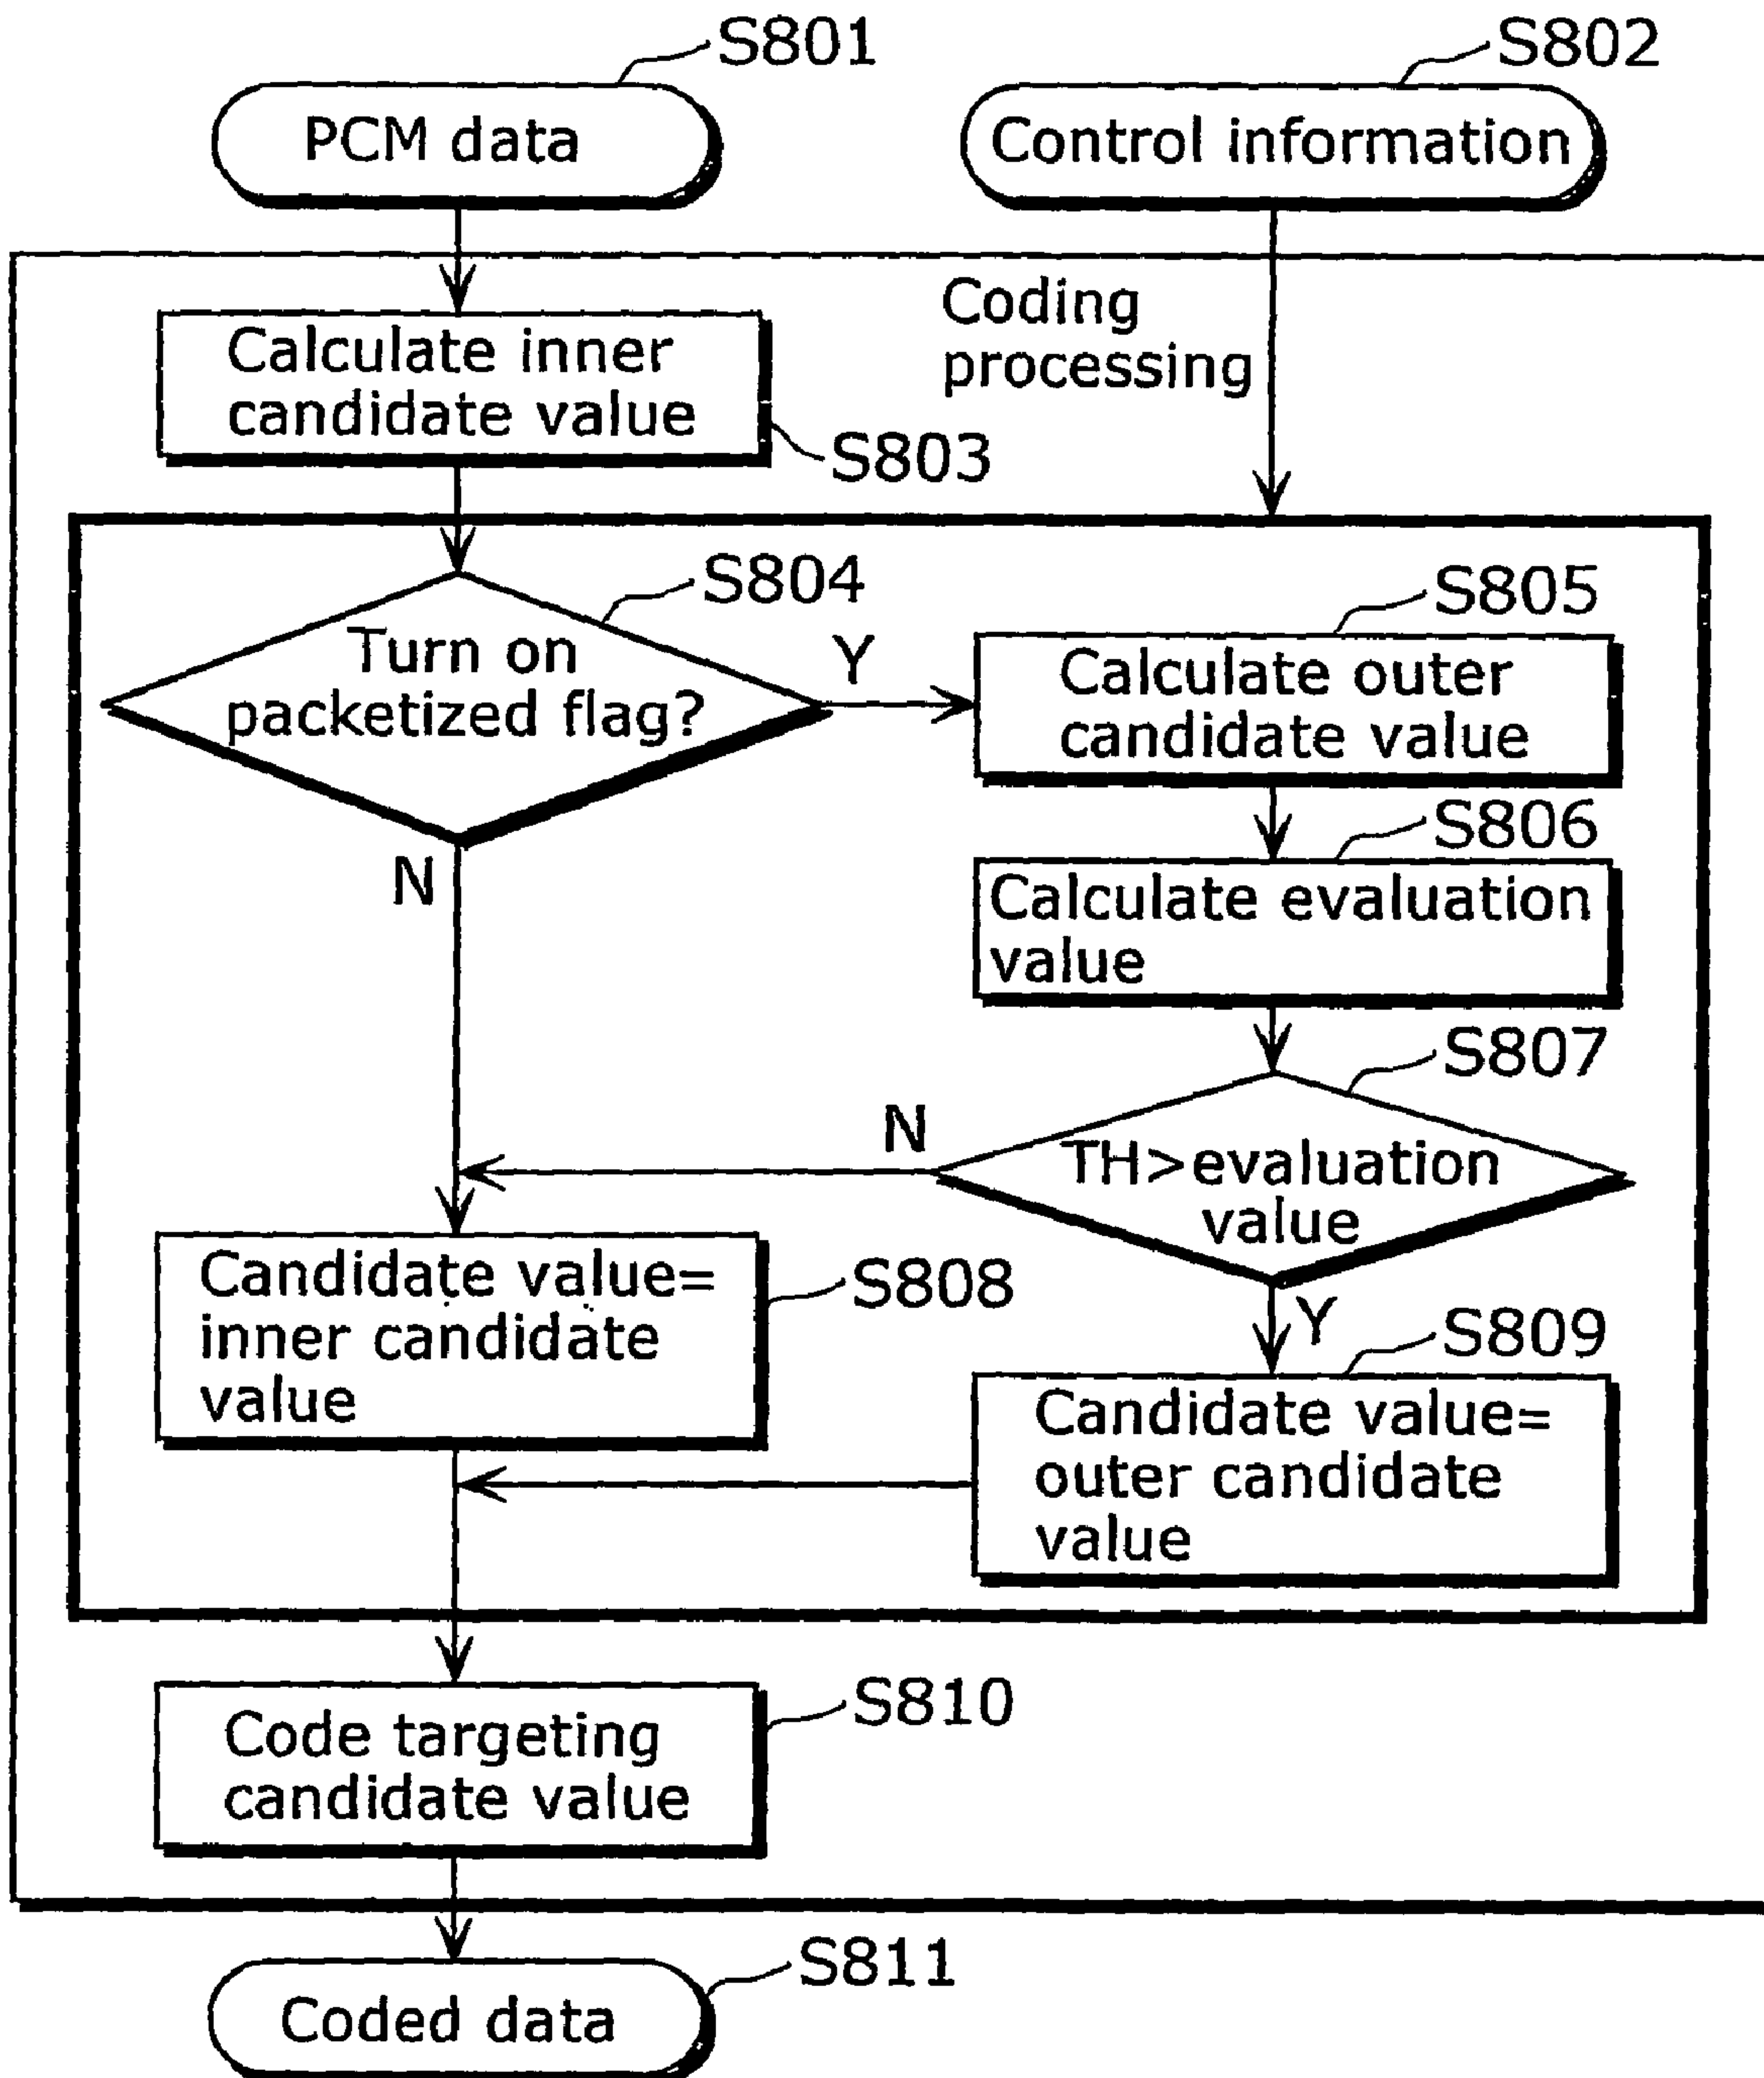 S801
S802
PCM data
Control information
Coding
processing
Calculate inner
candidate value
S803
S804
Turn on
packetized flag?
Y
N
S805
Calculate outer
candidate value
S806
Calculate evaluation
value
S807
TH>evaluation
value
N
Y
Candidate value=
inner candidate
value
S808
S809
Candidate value=
outer candidate
value
Code targeting
candidate value
S810
S811
Coded data